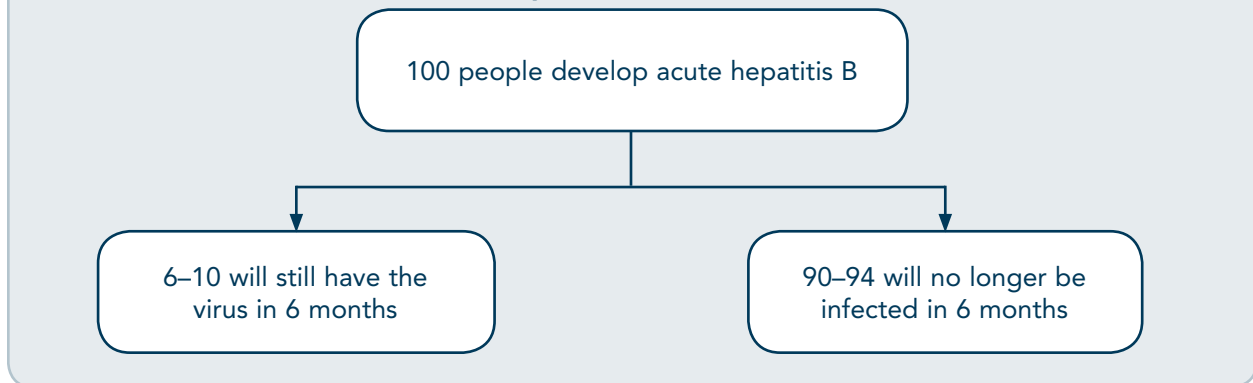 100 people develop acute hepatitis B
6–10 will still have the
virus in 6 months
90–94 will no longer be
infected in 6 months